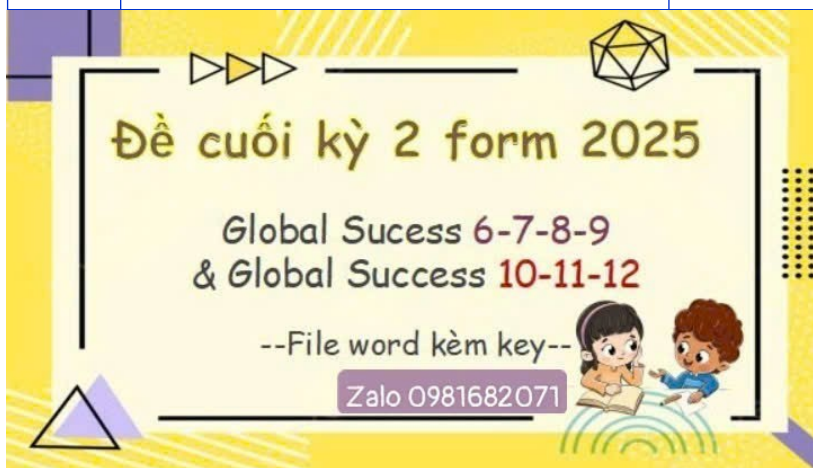 Đề cuối kỳ 2 form 2025
Global Sucess 6-7-8-9
& Global Success 10-11-12
--File word kèm key--
Zalo 0981682071